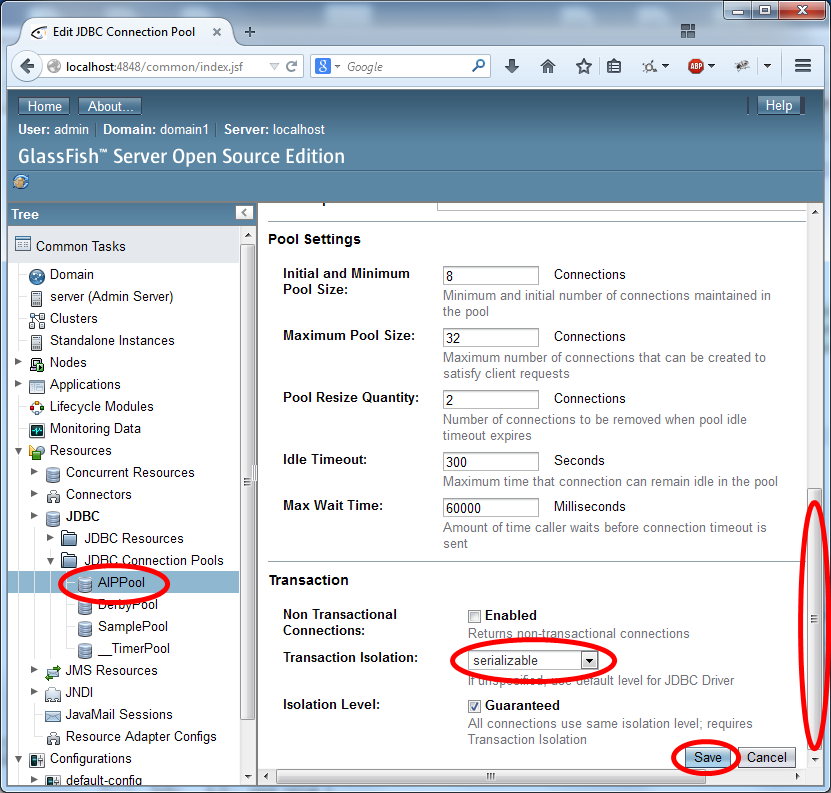 Edit JDBC Connection Pool
localhost:4848/common/index.jsf
Google
ABP
Home
About...
Help
User: admin
Domain: domain1
Server: localhost
GlassFish™ Server Open Source Edition
Tree
Common Tasks
Domain
server (Admin Server)
Clusters
Standalone Instances
Nodes
Applications
Lifecycle Modules
Monitoring Data
Resources
Concurrent Resources
Connectors
JDBC
JDBC Resources
JDBC Connection Pools
AIPPool
DerbyPool
SamplePool
__TimerPool
JMS Resources
JNDI
JavaMail Sessions
Resource Adapter Configs
Configurations
default-config
Pool Settings
Initial and Minimum
Pool Size:
8 Connections
Minimum and initial number of connections maintained in
the pool
Maximum Pool Size:
32 Connections
Maximum number of connections that can be created to
satisfy client requests
Pool Resize Quantity:
2 Connections
Number of connections to be removed when pool idle
timeout expires
Idle Timeout:
300 Seconds
Maximum time that connection can remain idle in the pool
Max Wait Time:
60000 Milliseconds
Amount of time caller waits before connection timeout is
sent
Transaction
Non Transactional
Connections:
Enabled
Returns non-transactional connections
Transaction Isolation:
serializable
If unspecified, use default level for JDBC Driver
Isolation Level:
Guaranteed
All connections use same isolation level; requires
Transaction Isolation
Save
Cancel